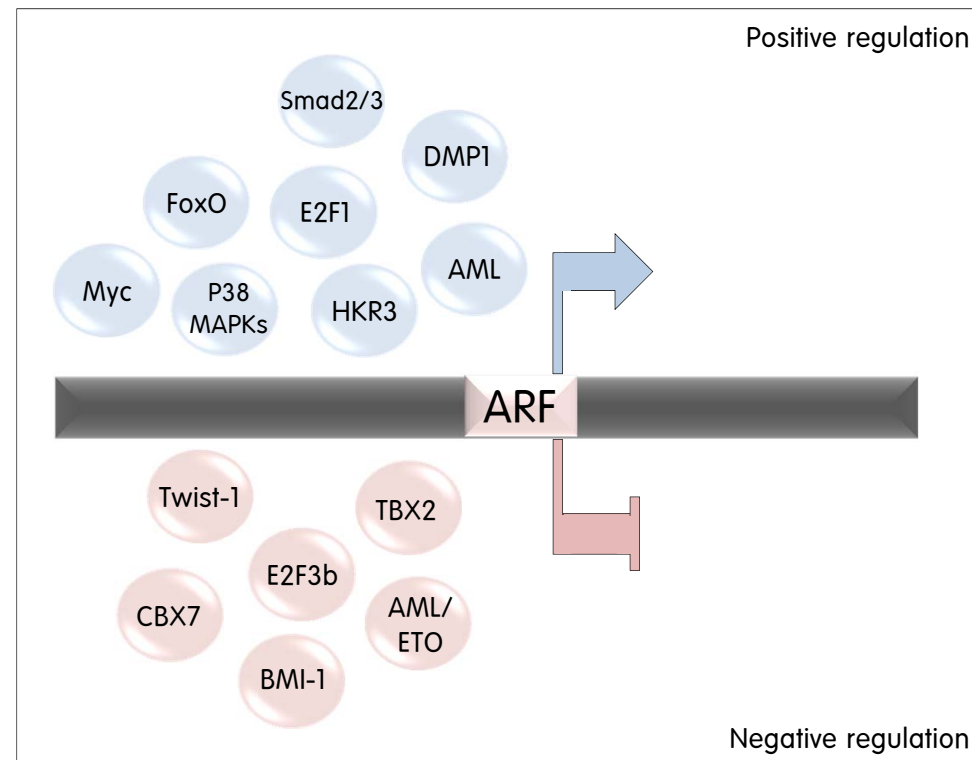 Positive regulation
Smad2/3
DMP1
FoxO
E2F1
AML
Myc
P38
MAPKs
HKR3
ARF
Twist-1
TBX2
E2F3b
CBX7
AML/
ETO
BMI-1
Negative regulation